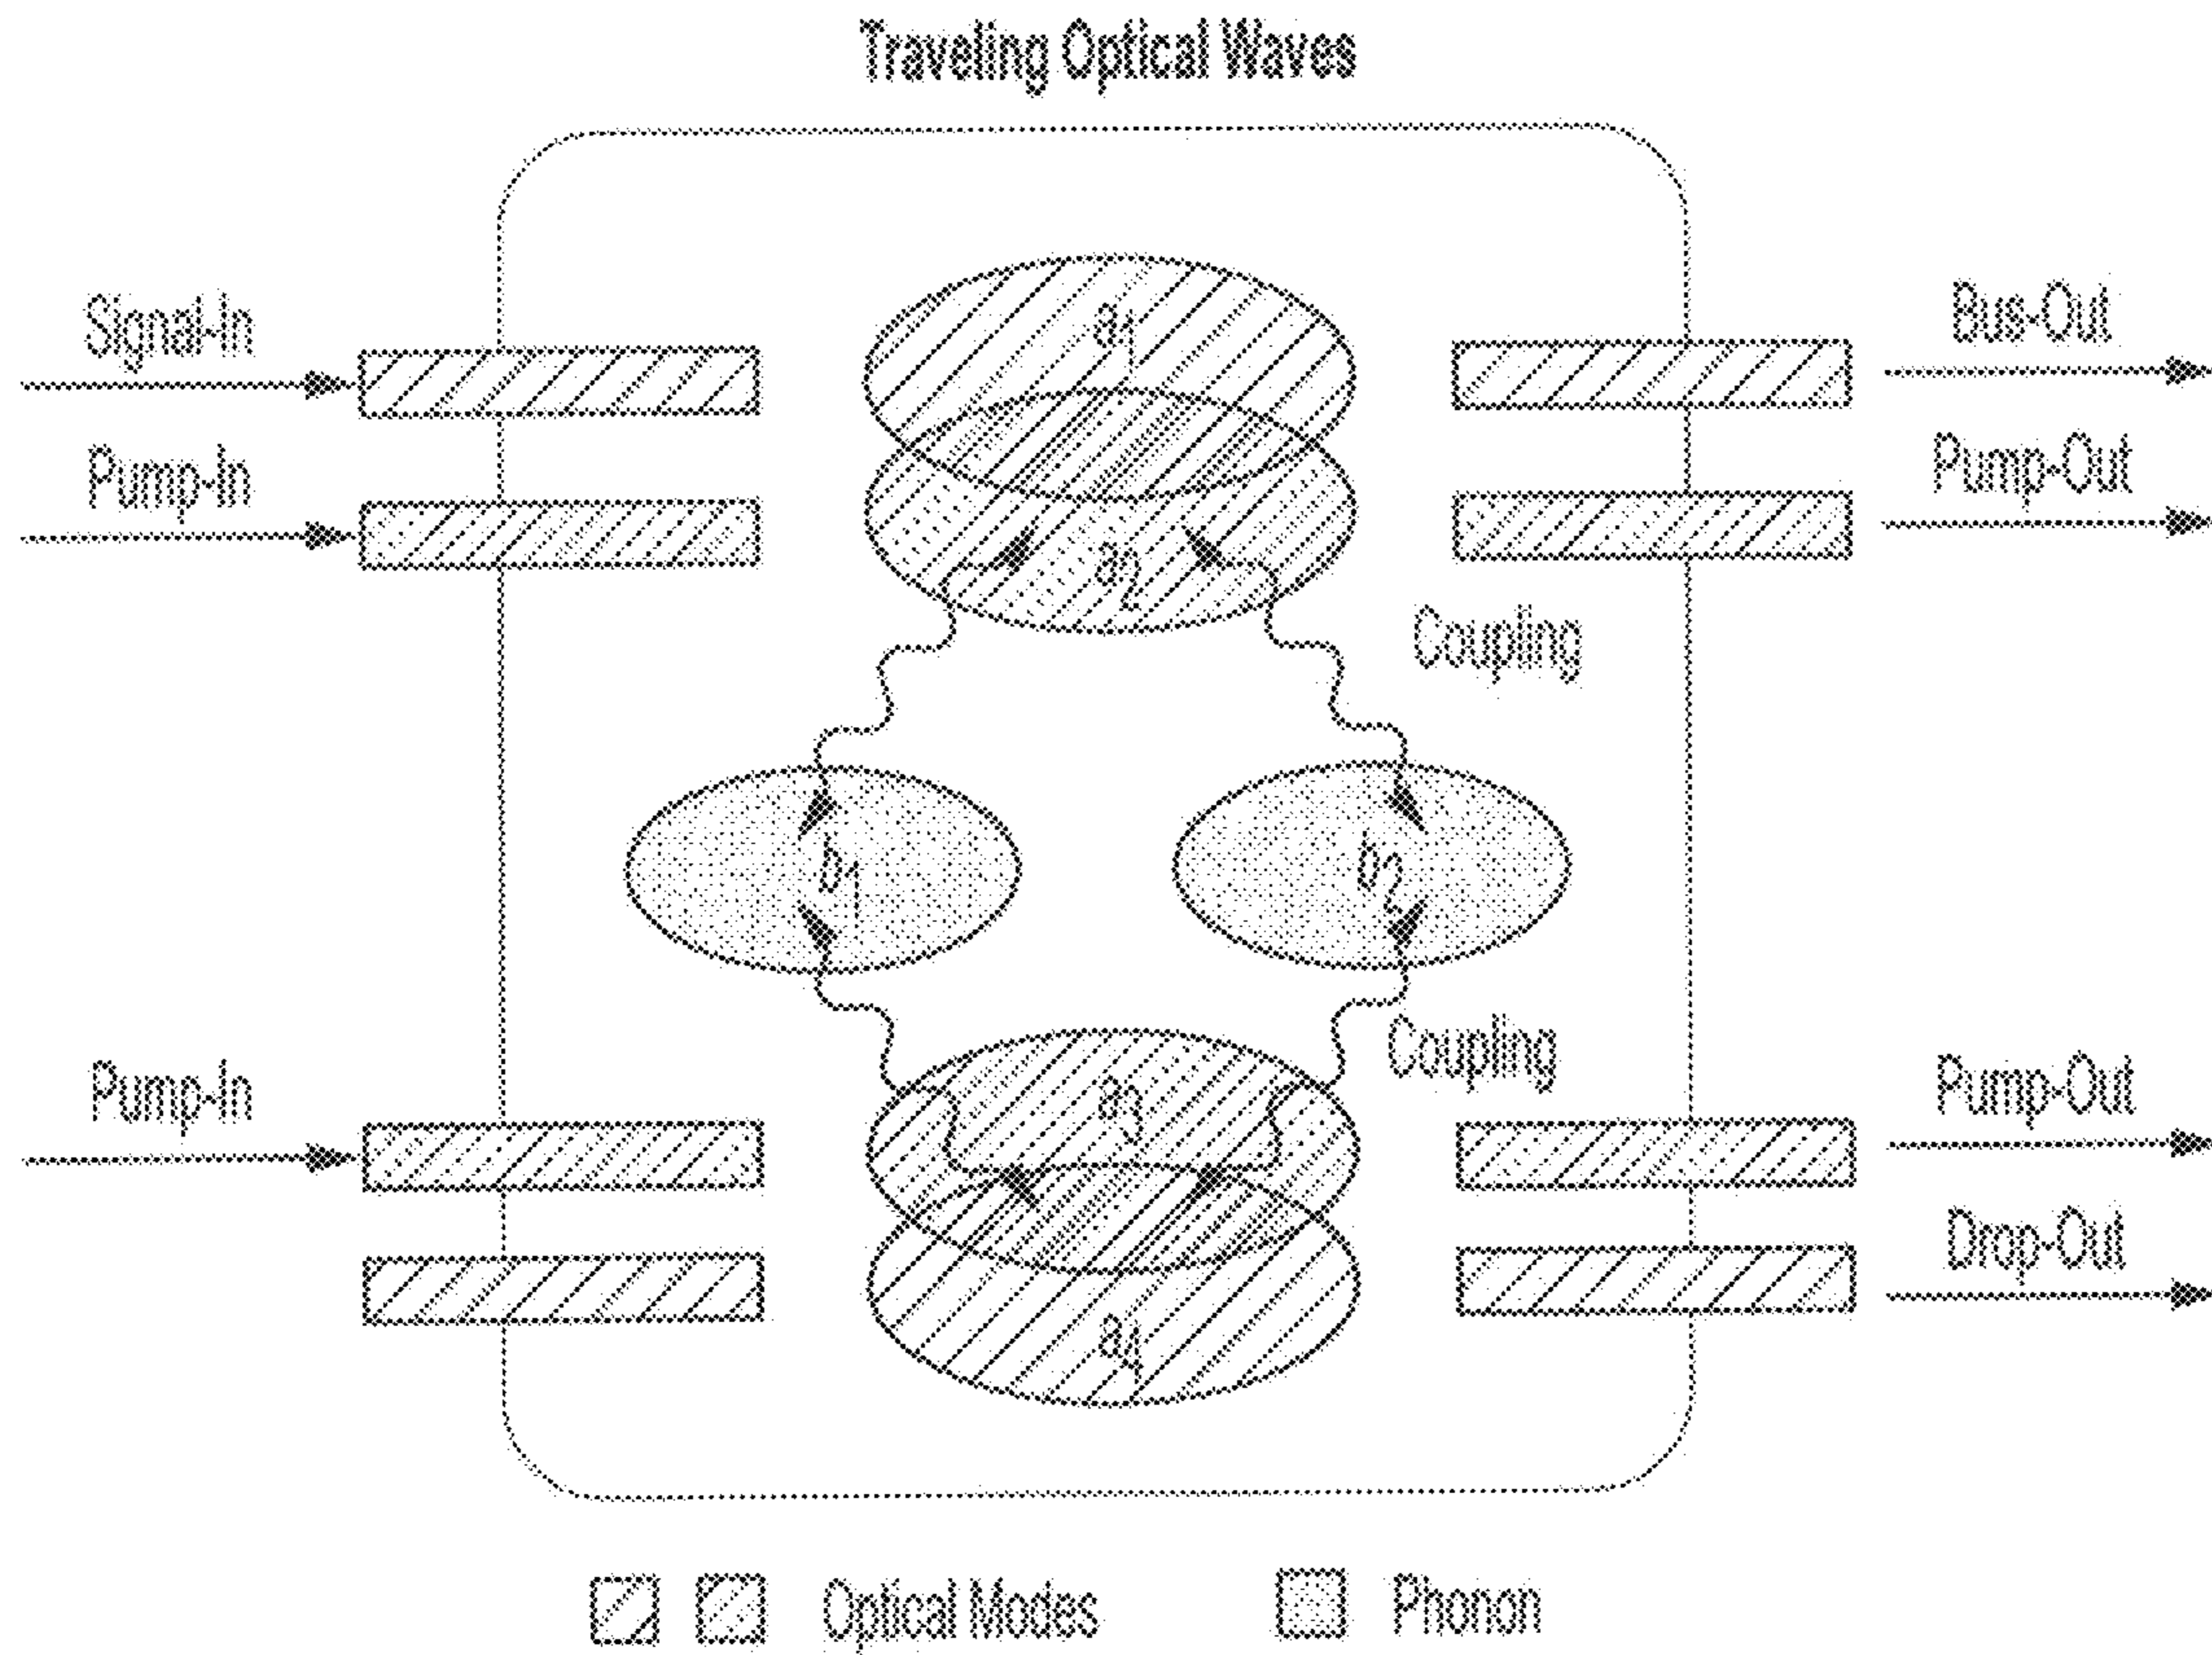 Traveling Optical Waves
Signal-In
Bus-Out
a1
Pump-In
Pump-Out
a2
Coupling
b1
b2
Coupling
Pump-In
a3
Pump-Out
Drop-Out
a4
Optical Modes
Phonon